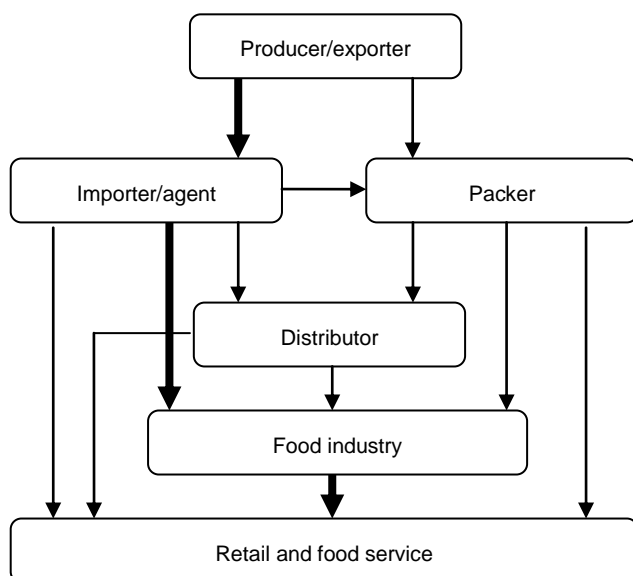 Producer/exporter
Importer/agent
Packer
Distributor
Food industry
Retail and food service